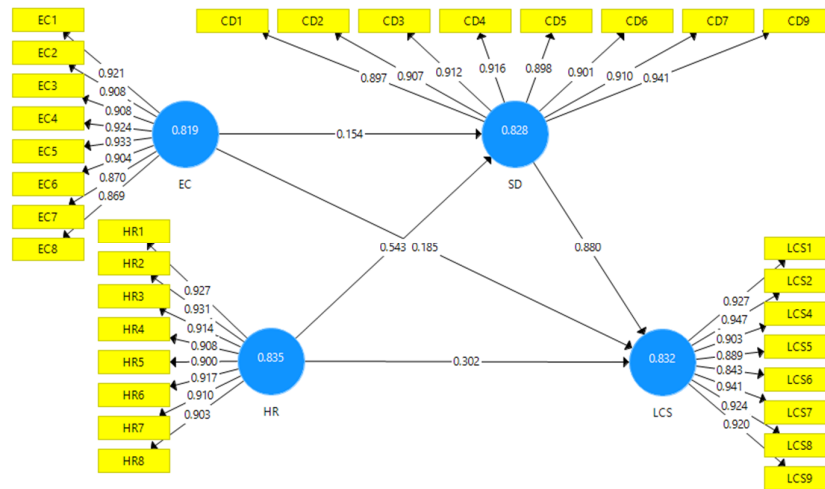 EC1
EC2
EC3
EC4
EC5
EC6
EC7
EC8
0.921
0.908
0.908
0.924
0.933
0.904
0.870
0.869
0.819
EC
CD1
CD2
CD3
CD4
CD5
CD6
CD7
CD9
0.897
0.907
0.912
0.916
0.898
0.901
0.910
0.941
0.828
SD
0.154
0.543
0.185
0.880
0.302
HR1
HR2
HR3
HR4
HR5
HR6
HR7
HR8
0.927
0.931
0.914
0.908
0.900
0.917
0.910
0.903
0.835
HR
0.832
LCS
0.927
0.947
0.903
0.889
0.843
0.941
0.924
0.920
LCS1
LCS2
LCS4
LCS5
LCS6
LCS7
LCS8
LCS9